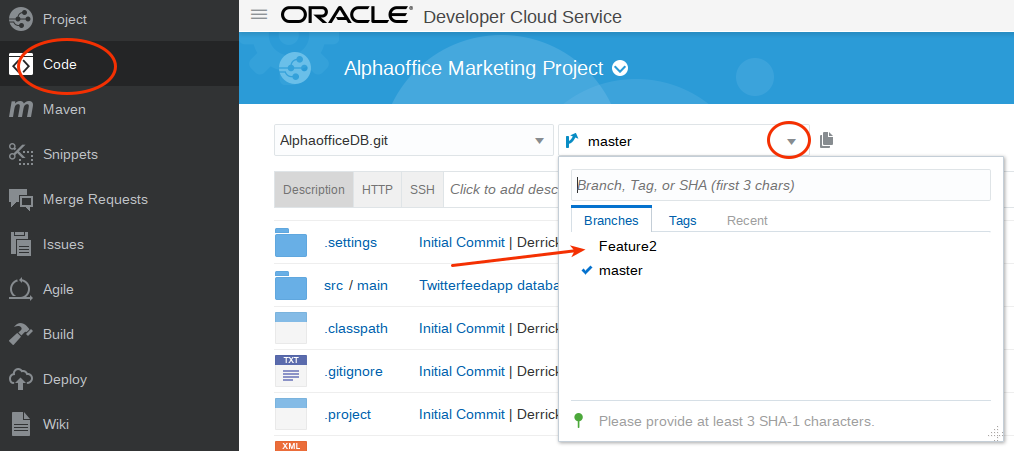 Project
Code
Maven
Snippets
Merge Requests
Issues
Agile
Build
Deploy
Wiki
ORACLE® Developer Cloud Service
Alphaoffice Marketing Project
AlphaofficeDB.git
master
Description HTTP SSH Click to add desc
Branch, Tag, or SHA (first 3 chars)
Branches Tags Recent
Feature2
master
Please provide at least 3 SHA-1 characters.
.settings Initial Commit | Derrick
src / main Twitterfeedapp databa
.classpath Initial Commit | Derrick
TXT .gitignore Initial Commit | Derrick
.project Initial Commit | Derrick
XML